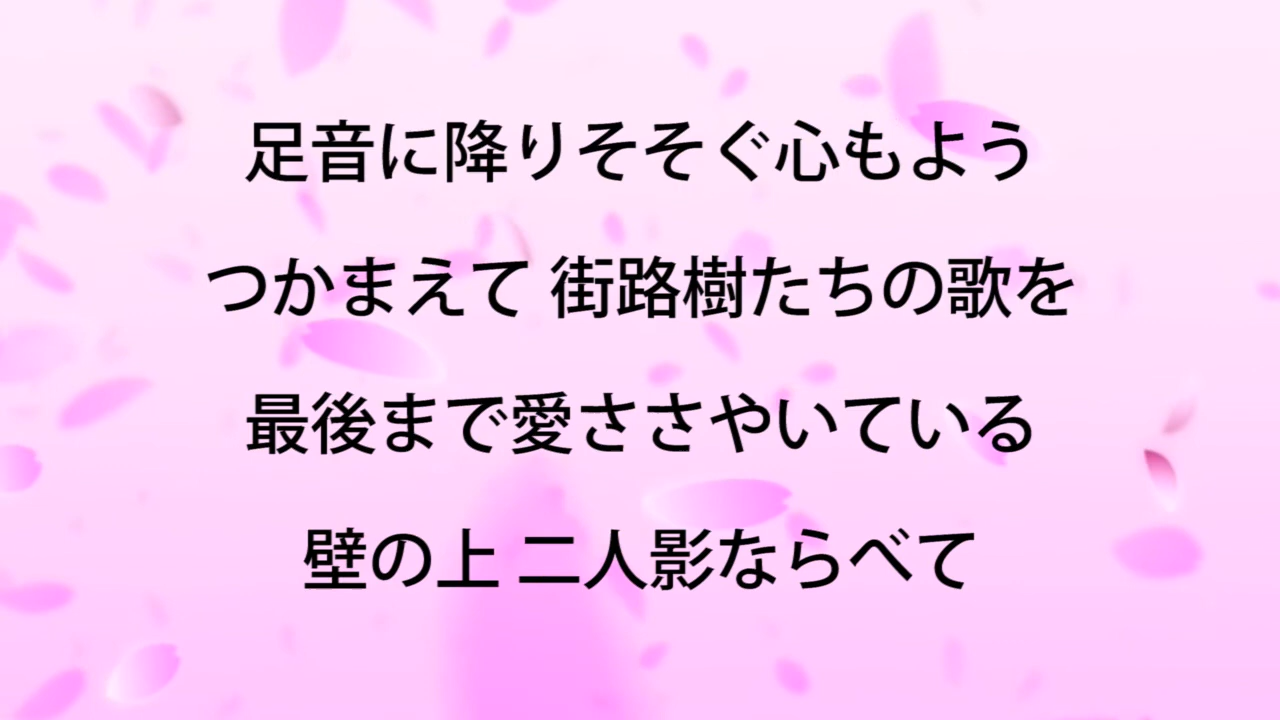 足音に降りそそぐ心もよう
つかまえて 街路樹たちの歌を
最後まで愛ささやいている
壁の上 二人影ならべて